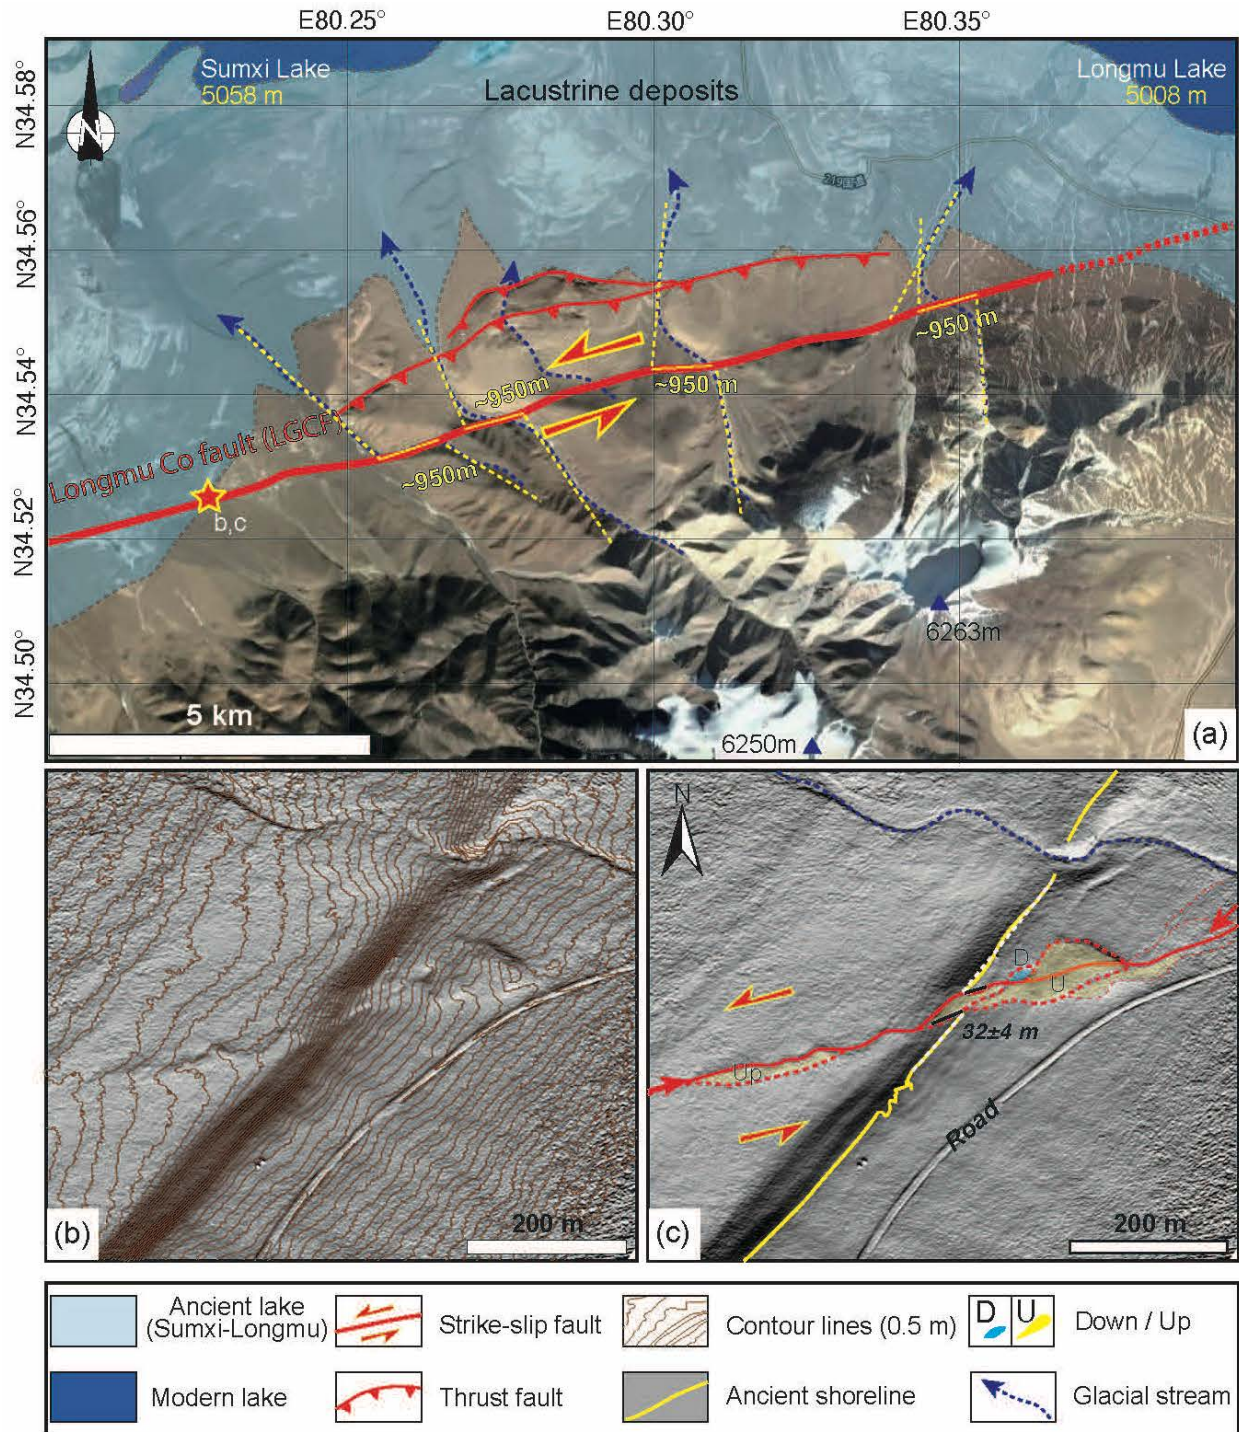 E80.25°
E80.30°
E80.35°
N34.58°
N34.56°
N34.54°
N34.52°
N34.50°
Sumxi Lake
5058 m
Lacustrine deposits
Longmu Lake
5008 m
N
~950 m
~950m
~950 m
~950m
Longmu Co fault (LGCF)
b,c
6263m
5 km
6250m
(a)
(b)
200 m
N
D
U
32±4 m
Up
Road
(c)
200 m
Ancient lake
(Sumxi-Longmu)
Strike-slip fault
Contour lines (0.5 m)
D U
Down / Up
Modern lake
Thrust fault
Ancient shoreline
Glacial stream